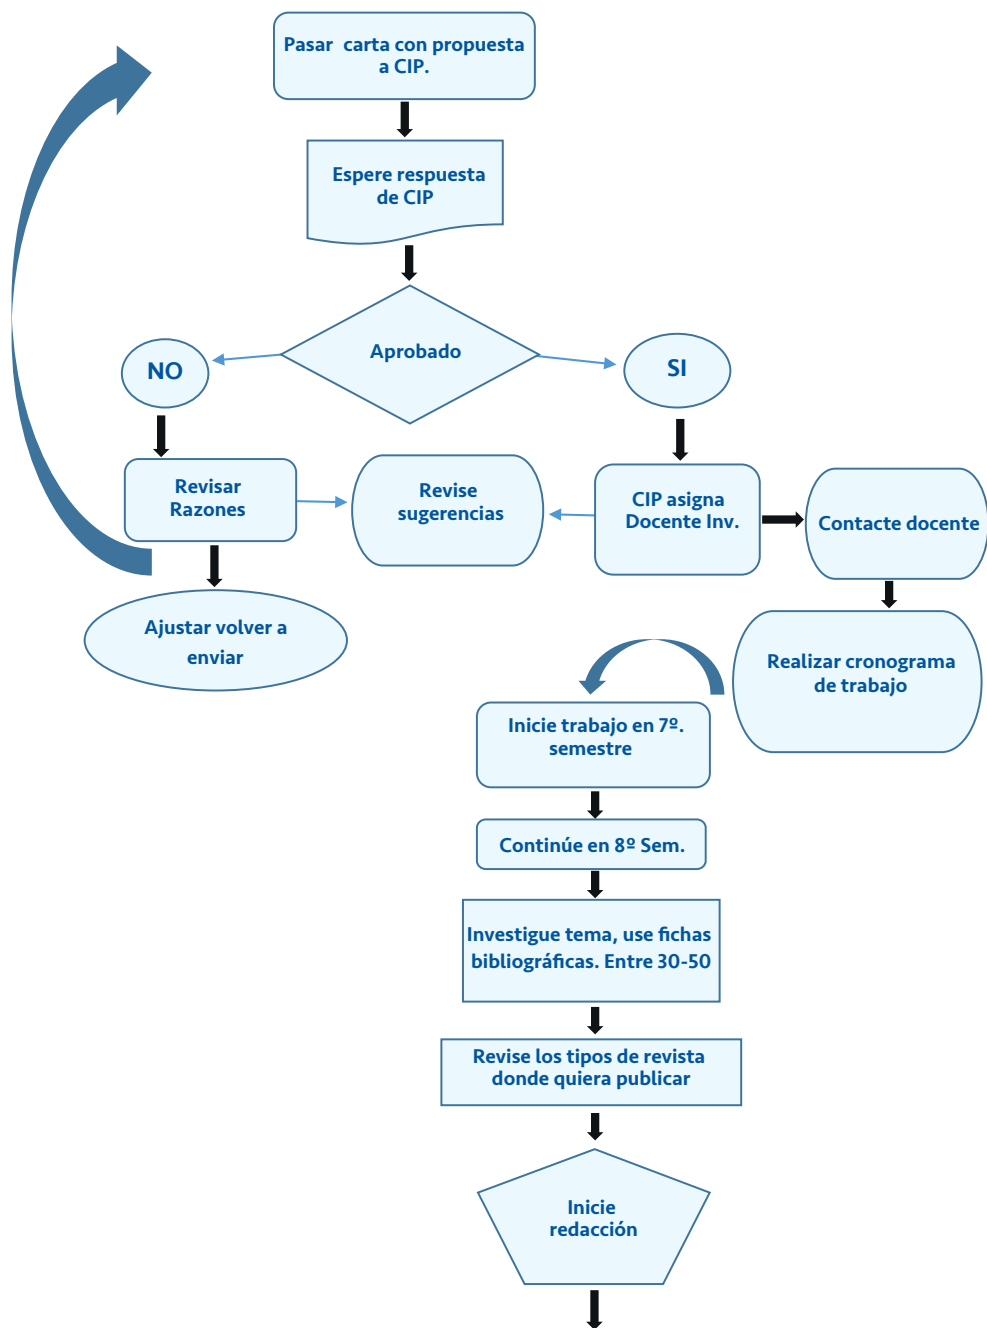 Pasar carta con propuesta
a CIP.
Espere respuesta
de CIP
Aprobado
NO
SI
Revisar
Razones
Revise
sugerencias
CIP asigna
Docente Inv.
Contacte docente
Ajustar volver a
enviar
Realizar cronograma
de trabajo
Inicie trabajo en 7º.
semestre
Continúe en 8º Sem.
Investigue tema, use fichas
bibliográficas. Entre 30-50
Revise los tipos de revista
donde quiera publicar
Inicie
redacción